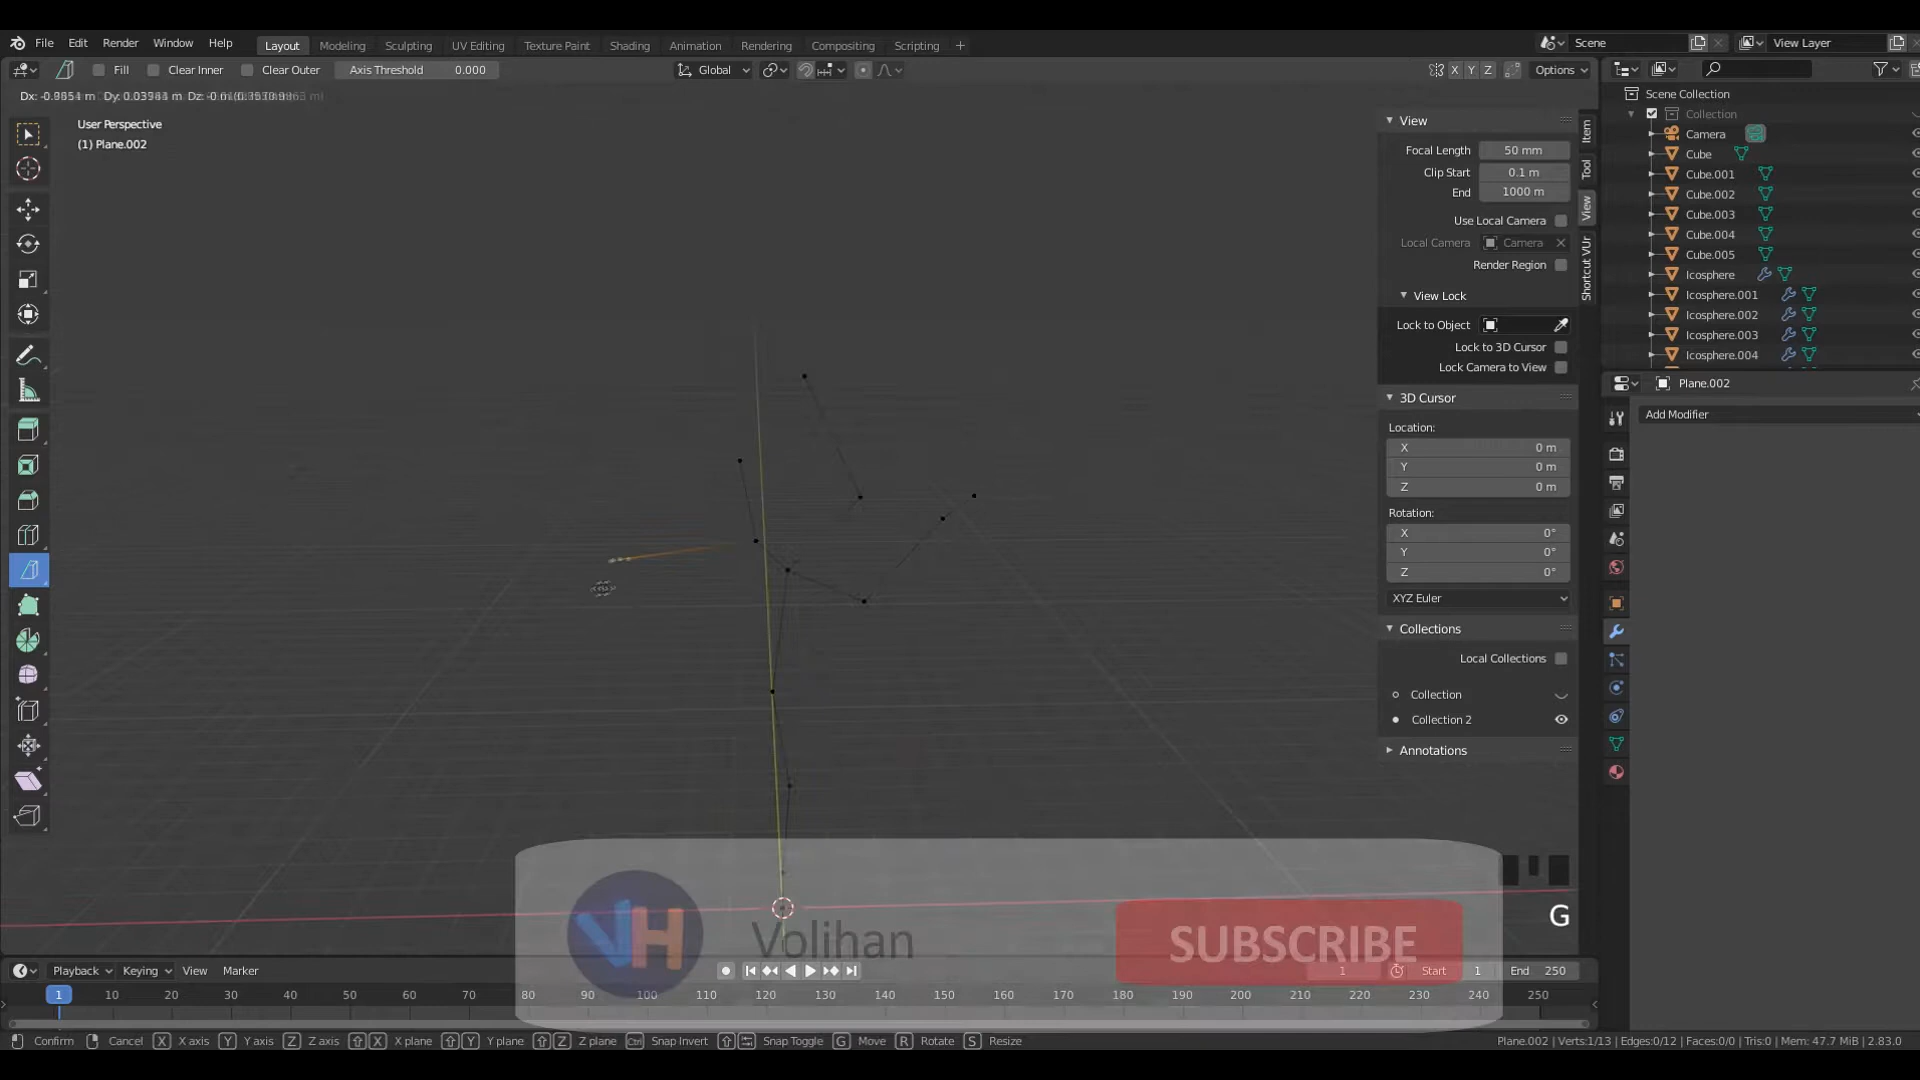 File Edit Render Window Help Layout Modeling Sculpting UV Editing Texture Paint Shading Animation Rendering Compositing Scripting + Scene View Layer
Fill Clear Inner Clear Outer Axis Threshold 0.000 Global X Y Z Options
User Perspective
(1) Plane.002
View
Focal Length 50 mm
Clip Start 0.1 m
End 1000 m
Use Local Camera
Local Camera Camera
Render Region
View Lock
Lock to Object
Lock to 3D Cursor
Lock Camera to View
3D Cursor
Location:
X 0 m
Y 0 m
Z 0 m
Rotation:
X 0°
Y 0°
Z 0°
XYZ Euler
Collections
Local Collections
Collection
Collection 2
Annotations
Item
Tool
View
Shortcut VUr
Scene Collection
Collection
Camera
Cube
Cube.001
Cube.002
Cube.003
Cube.004
Cube.005
Icosphere
Icosphere.001
Icosphere.002
Icosphere.003
Icosphere.004
Plane.002
Add Modifier
G
VH Volihan SUBSCRIBE
Playback Keying View Marker 1 Start 1 End 250
1 10 20 30 40 50 60 70 80 90 100 110 120 130 140 150 160 170 180 190 200 210 220 230 240 250
Confirm Cancel X X axis Y Y axis Z Z axis X X plane Y Y plane Z Z plane Ctrl Snap Invert Snap Toggle G Move R Rotate S Resize Plane.002 | Verts:1/13 | Edges:0/12 | Faces:0/0 | Tris:0 | Mem: 47.7 MiB | 2.83.0